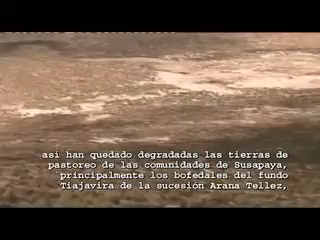 así han quedado degradadas las tierras de
pastoreo de las comunidades de Susapaya,
principalmente los bofedales del fundo
Tiajavira de la sucesión Arana Tellez,